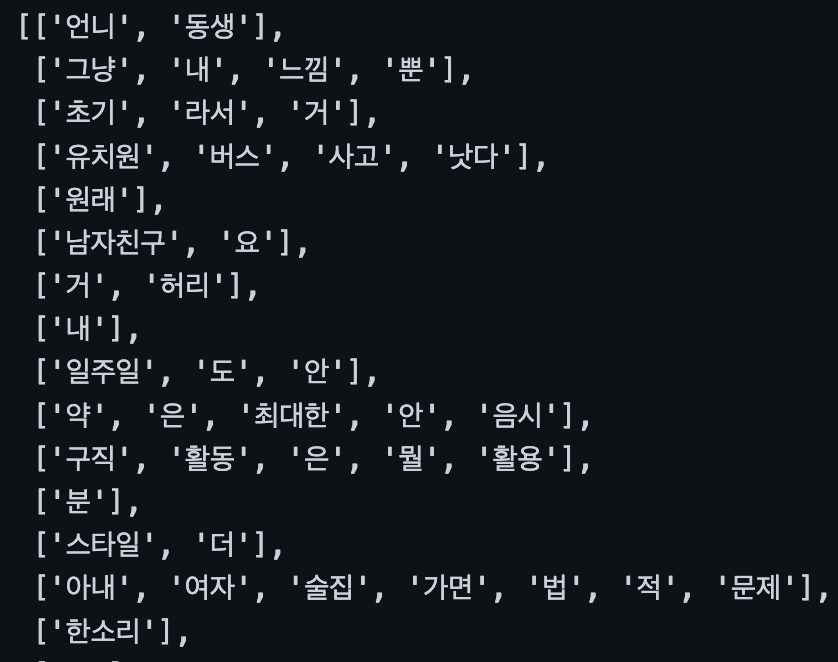 [['언니', '동생'],
['그냥', '내', '느낌', '뿐'],
['초기', '라서', '거'],
['유치원', '버스', '사고', '낫다'],
['원래'],
['남자친구', '요'],
['거', '허리'],
['내'],
['일주일', '도', '안'],
['약', '은', '최대한', '안', '음시'],
['구직', '활동', '은', '뭘', '활용'],
['분'],
['스타일', '더'],
['아내', '여자', '술집', '가면', '법', '적', '문제'],
['한소리'],